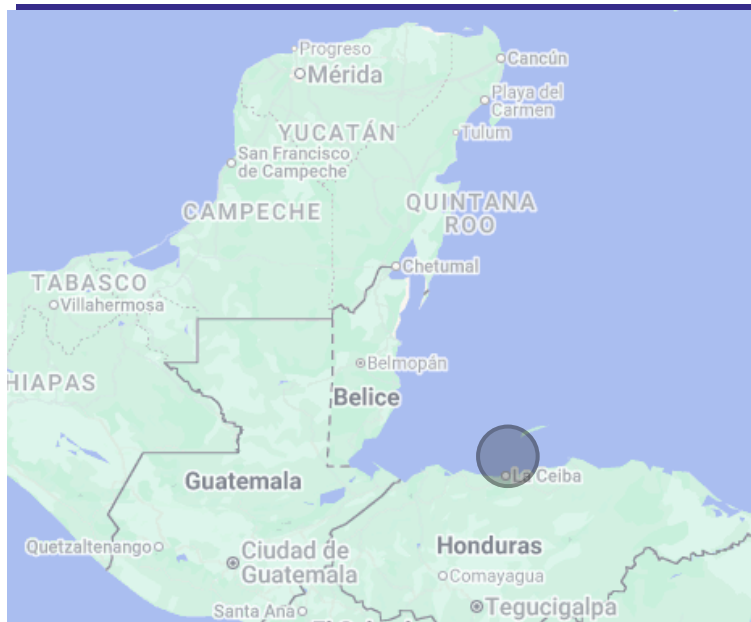 Progreso
Mérida
Cancún
Playa del
Carmen
YUCATÁN
Tulum
San Francisco
de Campeche
CAMPECHE
QUINTANA
ROO
Chetumal
TABASCO
Villahermosa
Belmopán
HIAPAS
Belice
Guatemala
La Ceiba
Quetzaltenango
Ciudad de
Guatemala
Honduras
Comayagua
Santa Ana
Tegucigalpa